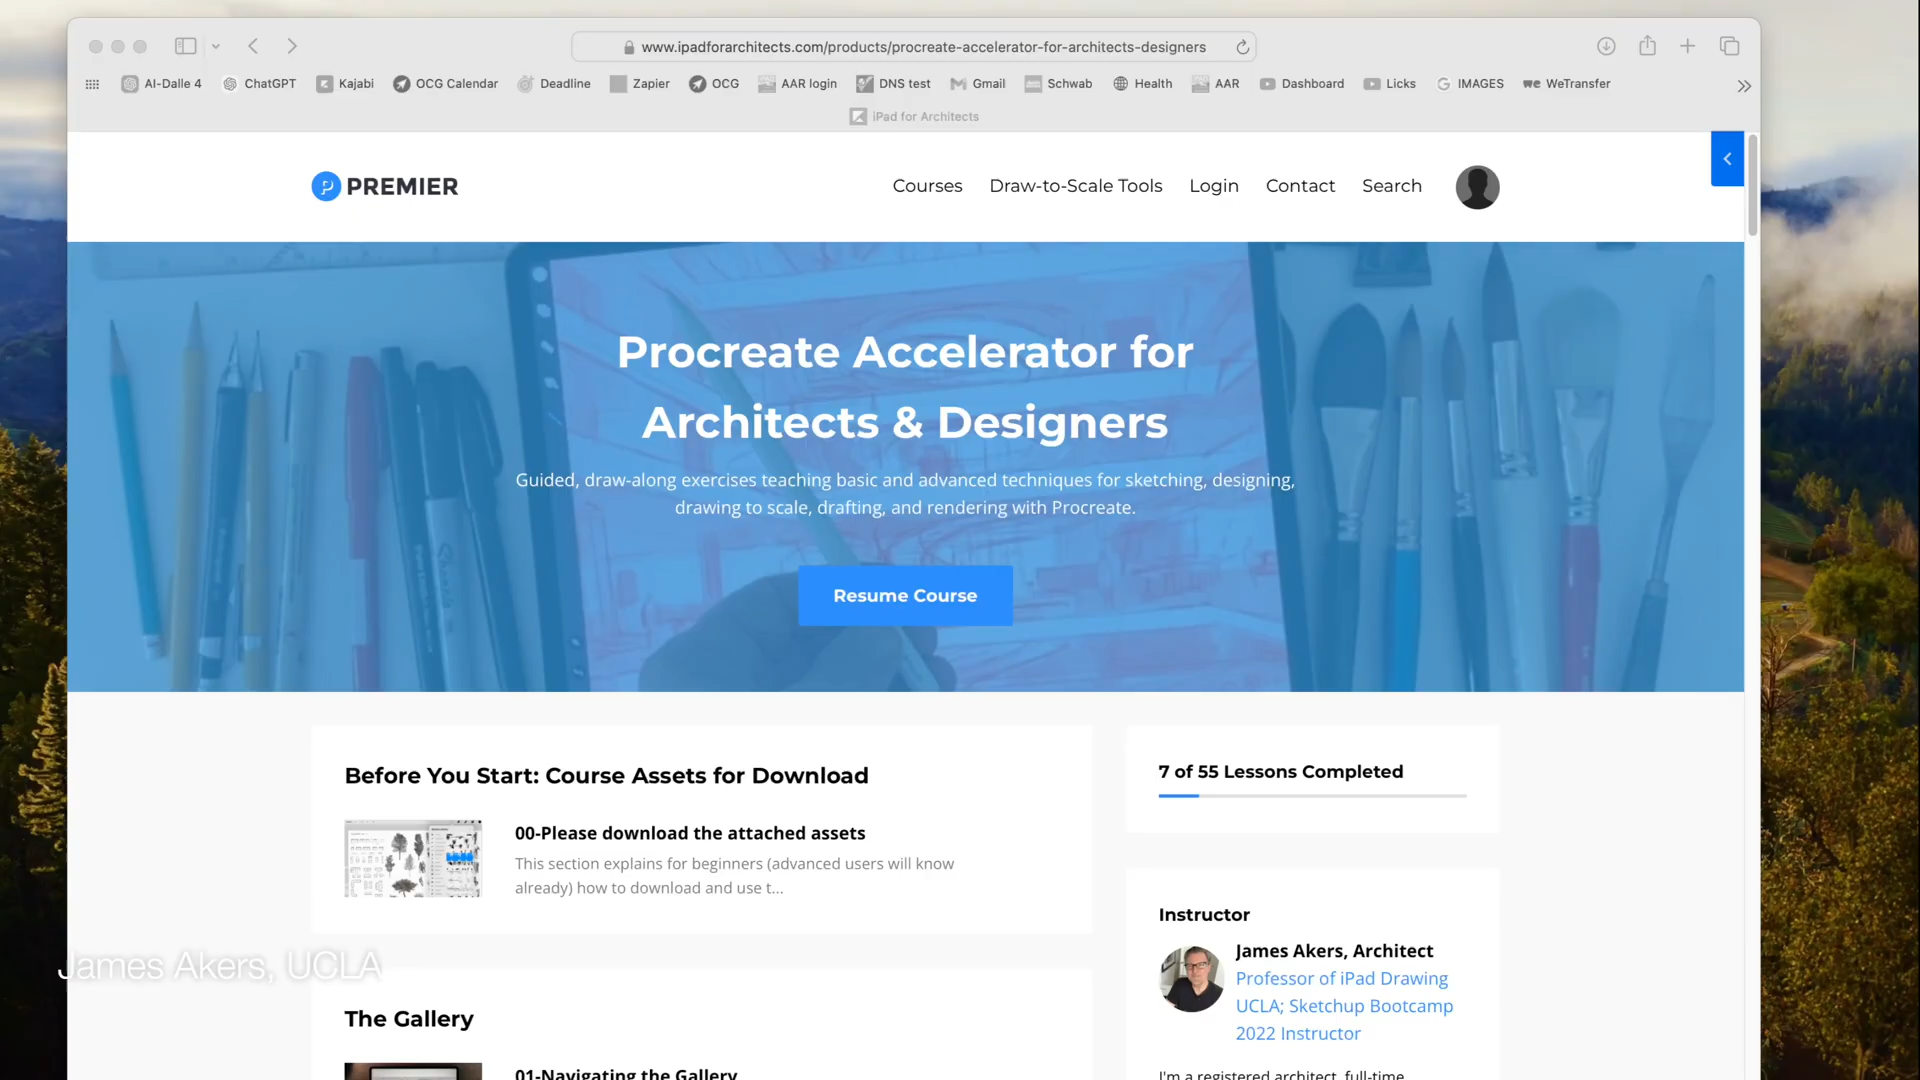 www.ipadforarchitects.com/products/procreate-accelerator-for-architects-designers
AI-Dalle 4 ChatGPT Kajabi OCG Calendar Deadline Zapier OCG AAR login DNS test Gmail Schwab Health AAR Dashboard Licks IMAGES we WeTransfer
iPad for Architects
PREMIER
Courses Draw-to-Scale Tools Login Contact Search
Procreate Accelerator for
Architects & Designers
Guided, draw-along exercises teaching basic and advanced techniques for sketching, designing,
drawing to scale, drafting, and rendering with Procreate.
Resume Course
Before You Start: Course Assets for Download
00-Please download the attached assets
This section explains for beginners (advanced users will know
already) how to download and use t...
7 of 55 Lessons Completed
Instructor
James Akers, Architect
Professor of iPad Drawing
UCLA; Sketchup Bootcamp
2022 Instructor
I'm a registered architect, full-time
James Akers, UCLA
The Gallery
01-Navigating the Gallery